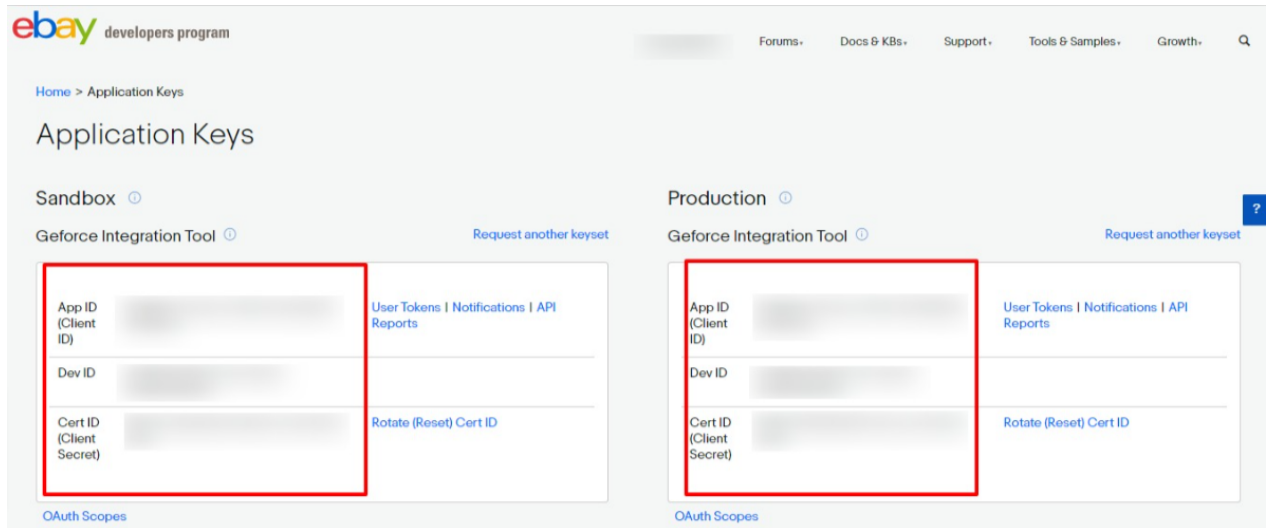 ebay developers program
Forums Docs & KBs Support Tools & Samples Growth
Home > Application Keys
Application Keys
Sandbox
Geforce Integration Tool Request another keyset
App ID
(Client
ID)
User Tokens | Notifications | API
Reports
Dev ID
Cert ID
(Client
Secret)
Rotate (Reset) Cert ID
OAuth Scopes
Production
?
Geforce Integration Tool Request another keyset
App ID
(Client
ID)
User Tokens | Notifications | API
Reports
Dev ID
Cert ID
(Client
Secret)
Rotate (Reset) Cert ID
OAuth Scopes